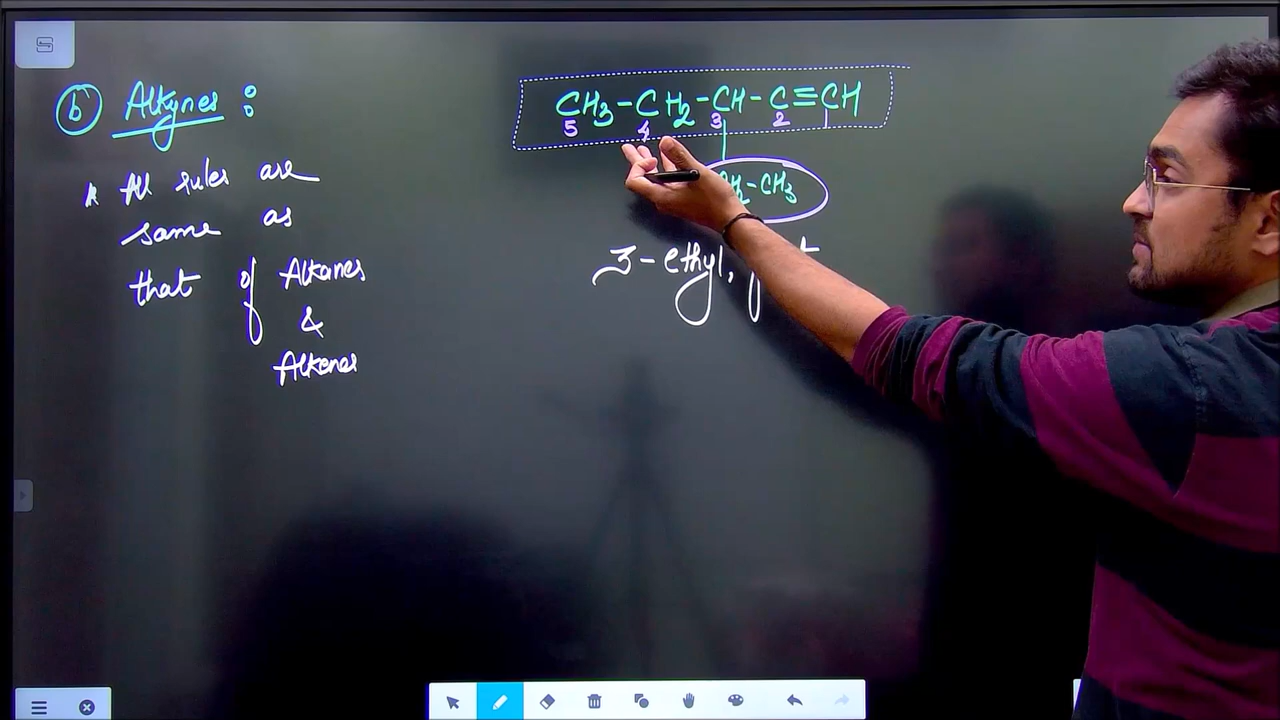 b Alkynes :
All rules are
same as
that of Alkanes
&
Alkenes
CH3-CH2-CH-C≡CH
5 4 3 2
-CH3
3-ethyl,